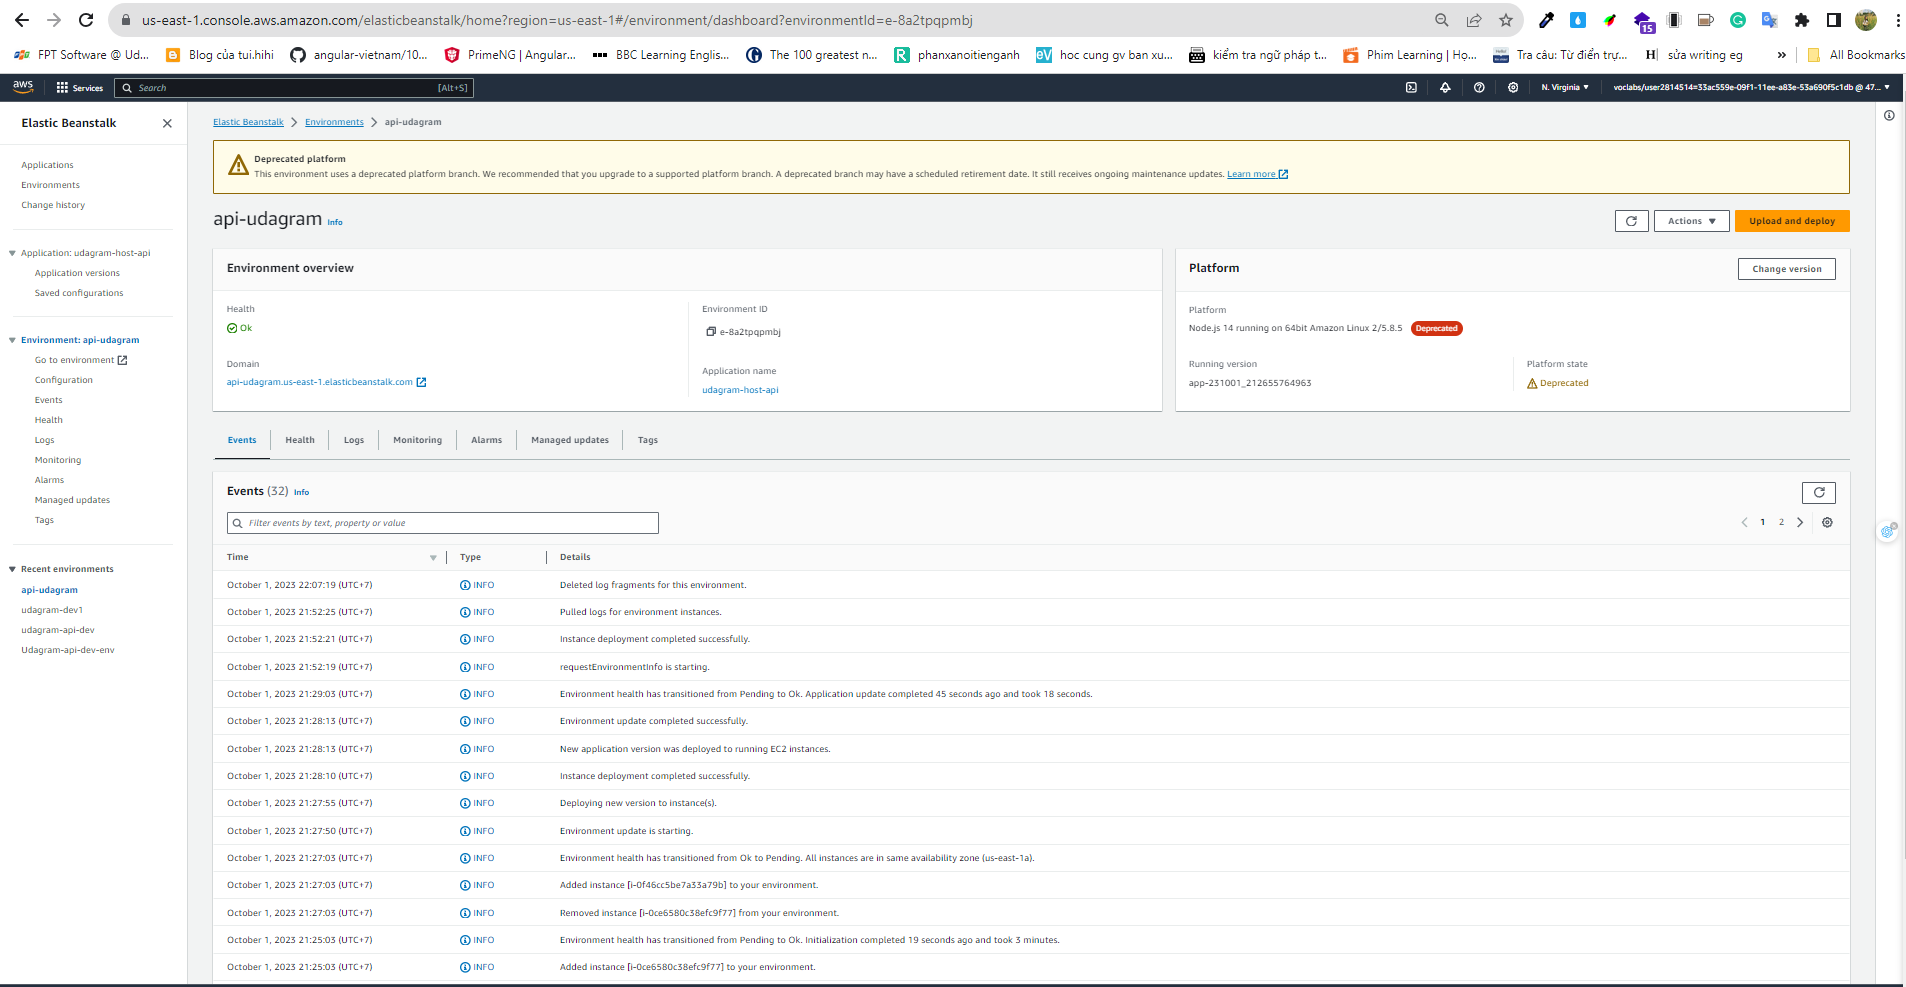 us-east-1.console.aws.amazon.com/elasticbeanstalk/home?region=us-east-1#/environment/dashboard?environmentId=e-8a2tpqpmbj
15
FPT Software @ Ud... Blog của tui.hihi angular-vietnam/10... PrimeNG | Angular... BBC Learning Englis... The 100 greatest n... phanxanoitienganh hoc cung gv ban xu... kiểm tra ngữ pháp t... Phim Learning | Họ... Tra câu: Từ điển trự... sửa writing eg » All Bookmarks
aws Services Search [Alt+S] N. Virginia voclabs/user2814514=33ac559e-09f1-11ee-a83e-53a690f5c1db @ 47...
Elastic Beanstalk
Applications
Environments
Change history
Application: udagram-host-api
Application versions
Saved configurations
Environment: api-udagram
Go to environment
Configuration
Events
Health
Logs
Monitoring
Alarms
Managed updates
Tags
Recent environments
api-udagram
udagram-dev1
udagram-api-dev
Udagram-api-dev-env
Elastic Beanstalk > Environments > api-udagram
Deprecated platform
This environment uses a deprecated platform branch. We recommended that you upgrade to a supported platform branch. A deprecated branch may have a scheduled retirement date. It still receives ongoing maintenance updates. Learn more
api-udagram Info
Actions Upload and deploy
Environment overview
Health
Ok
Domain
api-udagram.us-east-1.elasticbeanstalk.com
Environment ID
e-8a2tpqpmbj
Application name
udagram-host-api
Platform Change version
Platform
Node.js 14 running on 64bit Amazon Linux 2/5.8.5 Deprecated
Running version
app-231001_212655764963
Platform state
Deprecated
Events Health Logs Monitoring Alarms Managed updates Tags
Events (32) Info
Filter events by text, property or value
1 2
Time Type Details
October 1, 2023 22:07:19 (UTC+7) INFO Deleted log fragments for this environment.
October 1, 2023 21:52:25 (UTC+7) INFO Pulled logs for environment instances.
October 1, 2023 21:52:21 (UTC+7) INFO Instance deployment completed successfully.
October 1, 2023 21:52:19 (UTC+7) INFO requestEnvironmentInfo is starting.
October 1, 2023 21:29:03 (UTC+7) INFO Environment health has transitioned from Pending to Ok. Application update completed 45 seconds ago and took 18 seconds.
October 1, 2023 21:28:13 (UTC+7) INFO Environment update completed successfully.
October 1, 2023 21:28:13 (UTC+7) INFO New application version was deployed to running EC2 instances.
October 1, 2023 21:28:10 (UTC+7) INFO Instance deployment completed successfully.
October 1, 2023 21:27:55 (UTC+7) INFO Deploying new version to instance(s).
October 1, 2023 21:27:50 (UTC+7) INFO Environment update is starting.
October 1, 2023 21:27:03 (UTC+7) INFO Environment health has transitioned from Ok to Pending. All instances are in same availability zone (us-east-1a).
October 1, 2023 21:27:03 (UTC+7) INFO Added instance [i-0f46cc5be7a33a79b] to your environment.
October 1, 2023 21:27:03 (UTC+7) INFO Removed instance [i-0ce6580c38efc9f77] from your environment.
October 1, 2023 21:25:03 (UTC+7) INFO Environment health has transitioned from Pending to Ok. Initialization completed 19 seconds ago and took 3 minutes.
October 1, 2023 21:25:03 (UTC+7) INFO Added instance [i-0ce6580c38efc9f77] to your environment.